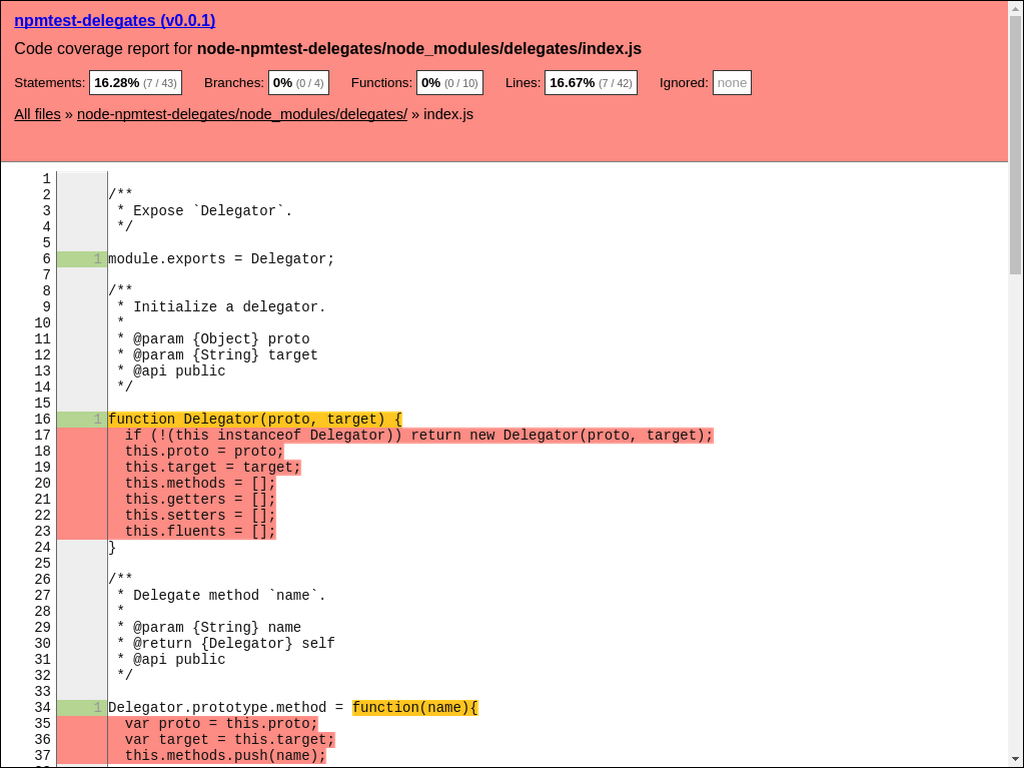 npmtest-delegates (v0.0.1)
Code coverage report for node-npmtest-delegates/node_modules/delegates/index.js
Statements: 16.28% (7 / 43) Branches: 0% (0 / 4) Functions: 0% (0 / 10) Lines: 16.67% (7 / 42) Ignored: none
All files » node-npmtest-delegates/node_modules/delegates/ » index.js
1
2 /**
3  * Expose `Delegator`.
4  */
5
6 1 module.exports = Delegator;
7
8 /**
9  * Initialize a delegator.
10  *
11  * @param {Object} proto
12  * @param {String} target
13  * @api public
14  */
15
16 1 function Delegator(proto, target) {
17   if (!(this instanceof Delegator)) return new Delegator(proto, target);
18   this.proto = proto;
19   this.target = target;
20   this.methods = [];
21   this.getters = [];
22   this.setters = [];
23   this.fluents = [];
24 }
25
26 /**
27  * Delegate method `name`.
28  *
29  * @param {String} name
30  * @return {Delegator} self
31  * @api public
32  */
33
34 1 Delegator.prototype.method = function(name){
35   var proto = this.proto;
36   var target = this.target;
37   this.methods.push(name);